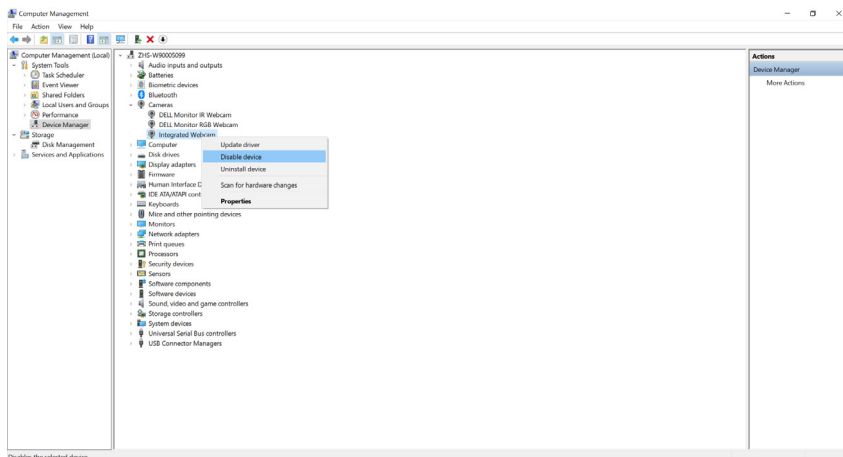 Computer Management
File Action View Help
Computer Management (Local)
System Tools
Task Scheduler
Event Viewer
Shared Folders
Local Users and Groups
Performance
Device Manager
Storage
Disk Management
Services and Applications
ZHS-W90005099
Audio inputs and outputs
Batteries
Biometric devices
Bluetooth
Cameras
DELL Monitor IR Webcam
DELL Monitor RGB Webcam
Integrated Webcam
Computer
Disk drives
Display adapters
Firmware
Human Interface D
IDE ATA/ATAPI cont
Keyboards
Mice and other pointing devices
Monitors
Network adapters
Print queues
Processors
Security devices
Sensors
Software components
Software devices
Sound, video and game controllers
Storage controllers
System devices
Universal Serial Bus controllers
USB Connector Managers
Update driver
Disable device
Uninstall device
Scan for hardware changes
Properties
Actions
Device Manager
More Actions
Disables the selected device